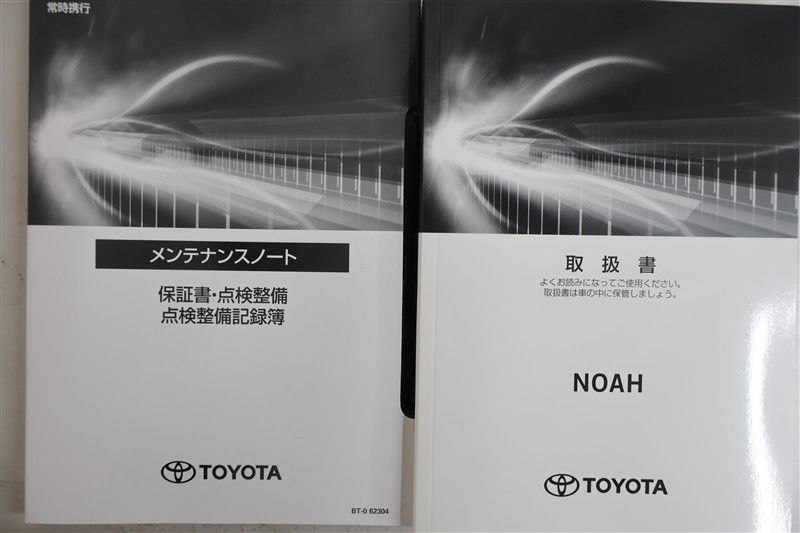 常時携行
メンテナンスノート
保証書・点検整備
点検整備記録簿
TOYOTA
BT-0 62304
取扱書
よくお読みになってご使用ください。
取扱書は車の中に保管しましょう。
NOAH
TOYOTA